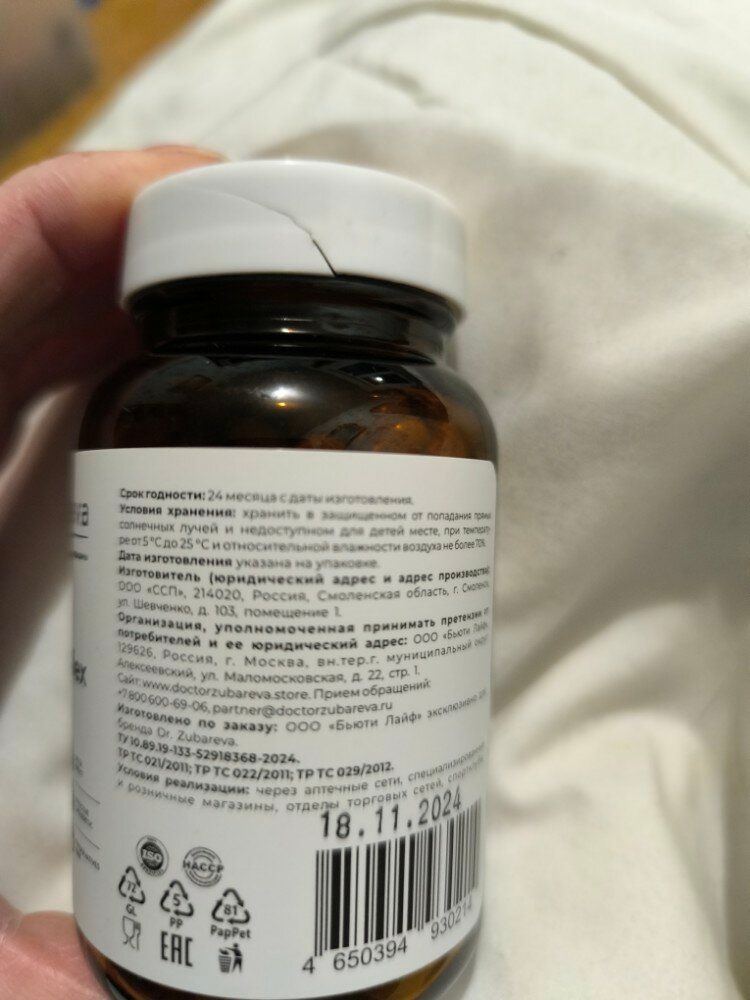 Срок годности: 24 месяца с даты изготовления.
Условия хранения: хранить в защищенном от попадания прямых
солнечных лучей и недоступном для детей месте, при температу
ре от 5 °С до 25 °С и относительной влажности воздуха не более 70%.
Дата изготовления указана на упаковке.
Изготовитель (юридический адрес и адрес производства):
ООО «ССП», 214020, Россия, Смоленская область, г. Смоленск,
ул. Шевченко, д. 103, помещение 1.
Организация, уполномоченная принимать претензии от
потребителей и ее юридический адрес: ООО «Бьюти Лайф»,
129626, Россия, г. Москва, вн.тер.г. муниципальный округ
Алексеевский, ул. Маломосковская, д. 22, стр. 1.
Сайт: www.doctorzubareva.store. Прием обращений:
+7 800 600-69-06, partner@doctorzubareva.ru
Изготовлено по заказу: ООО «Бьюти Лайф» эксклюзивно для
бренда Dr. Zubareva.
ТУ 10.89.19-133-52918368-2024.
ТР ТС 021/2011; ТР ТС 022/2011; ТР ТС 029/2012.
Условия реализации: через аптечные сети, специализированные
и розничные магазины, отделы торговых сетей, спортклубы
18.11.2024
ISO
HACCP
72
GL
5
PP
81
PapPet
EAC
4 650394 930214
eva
lex